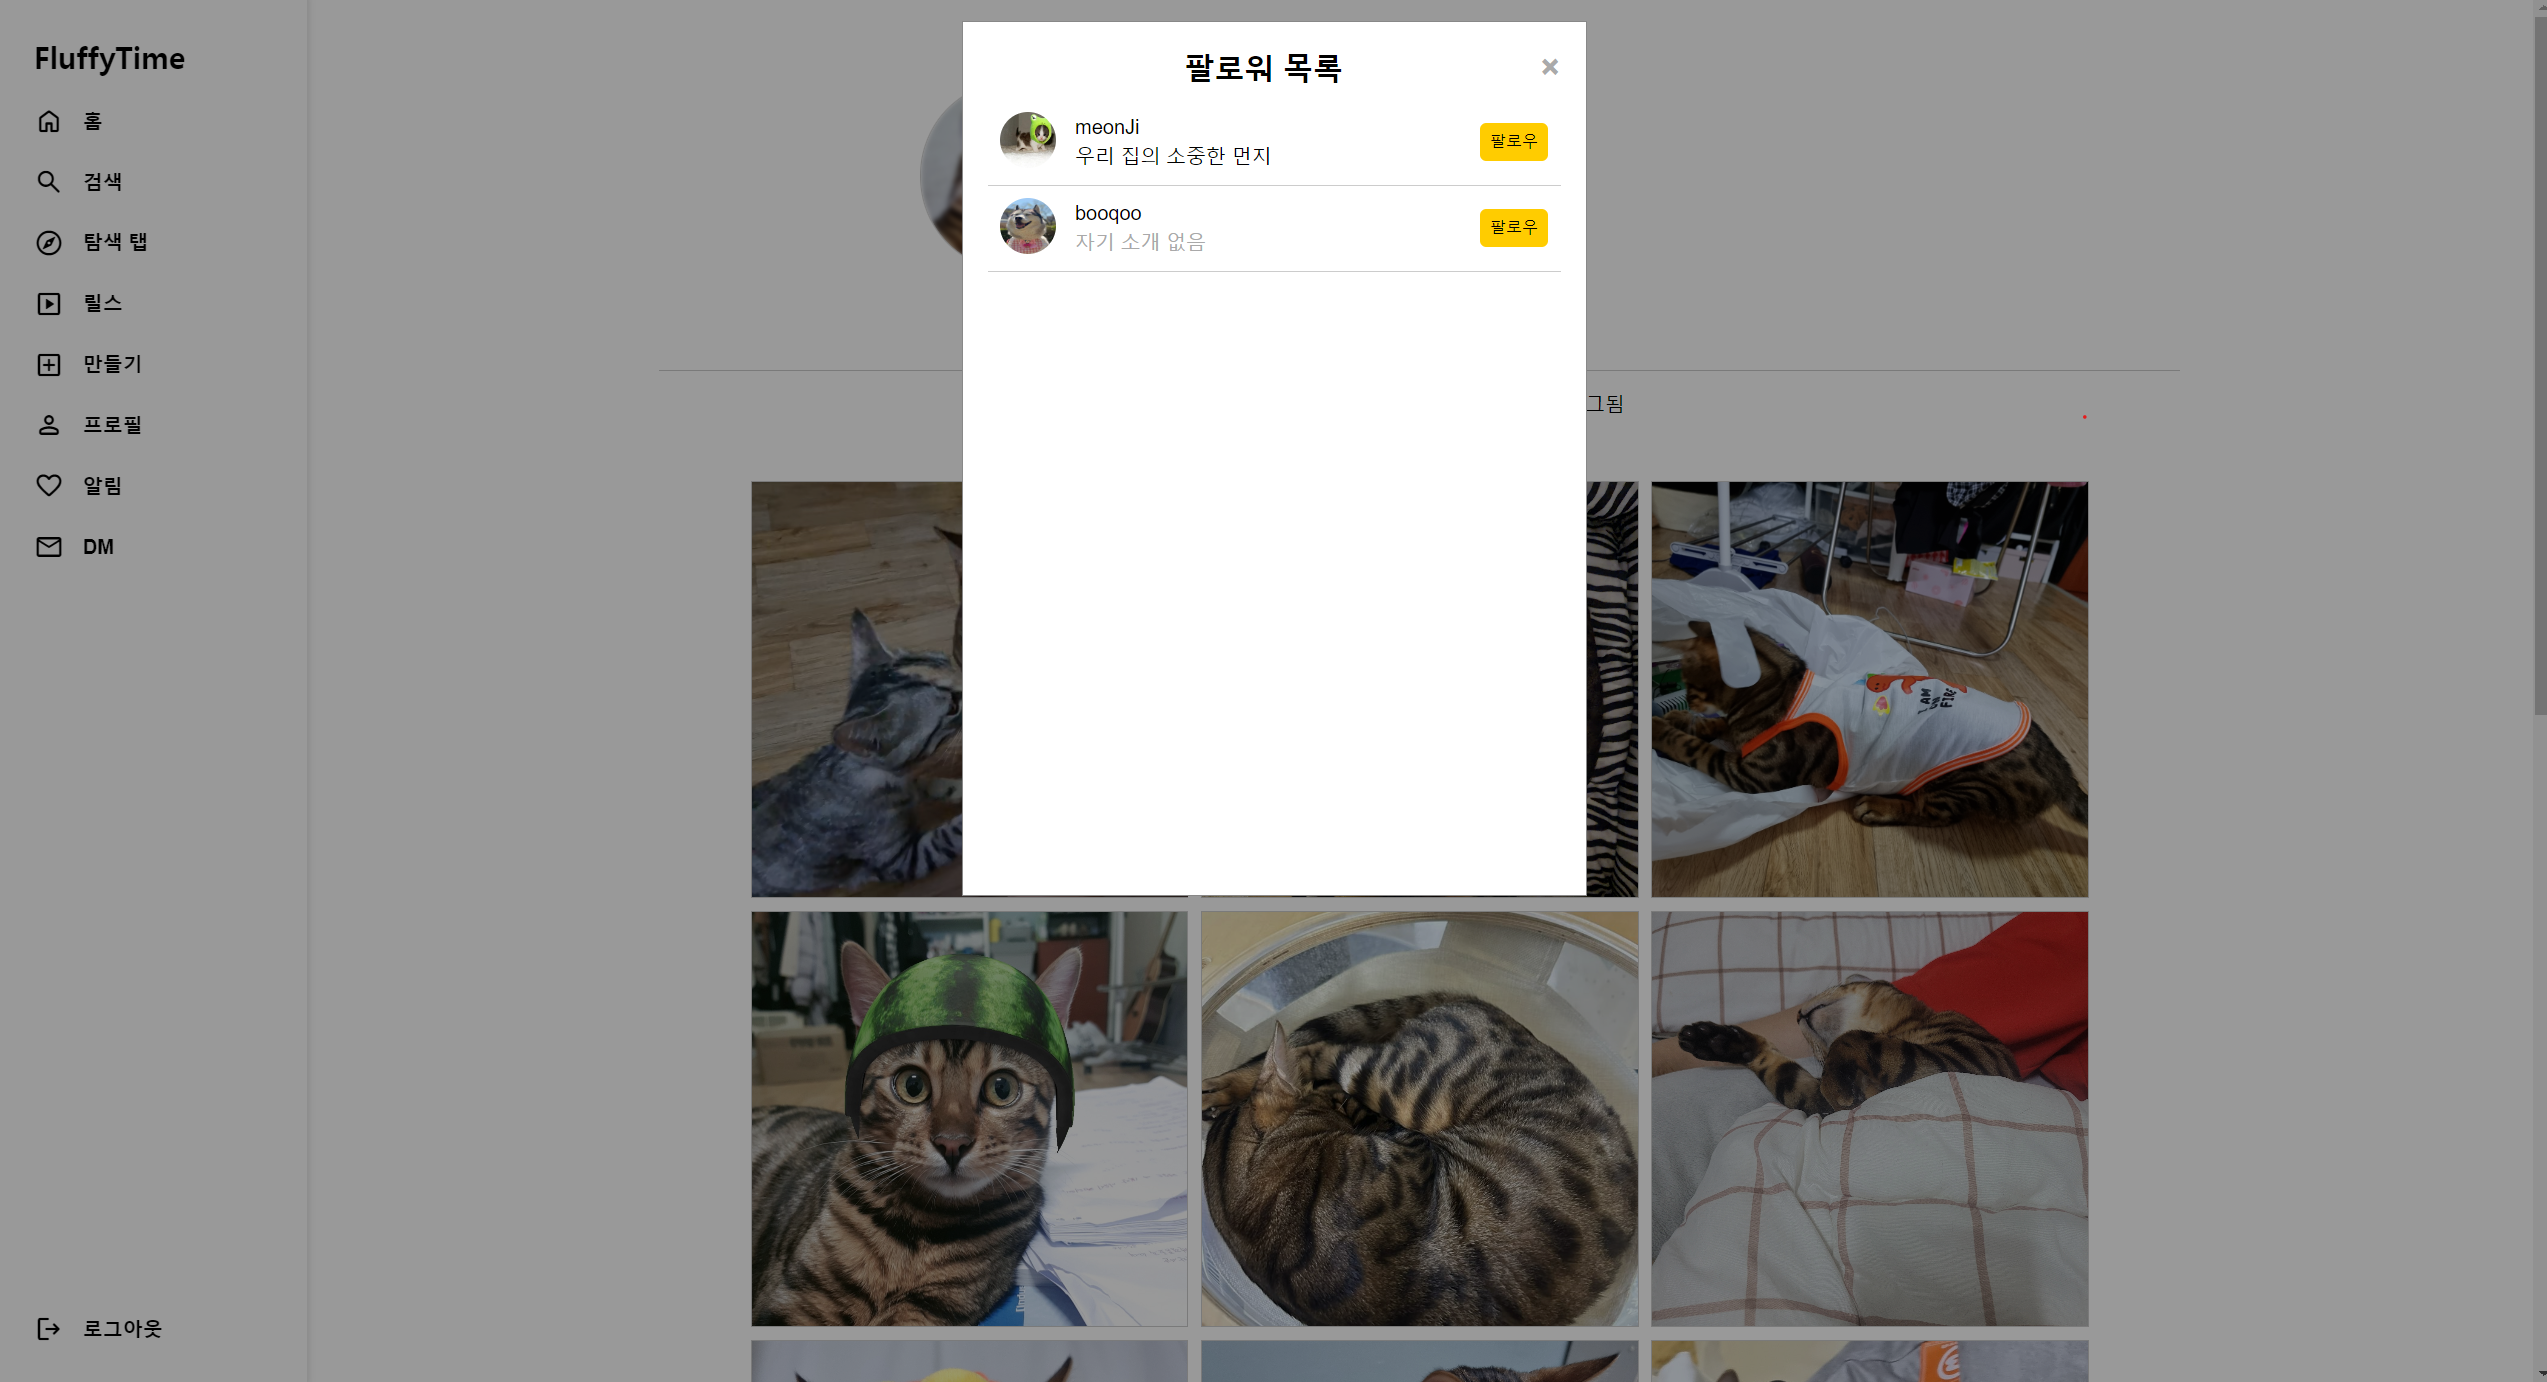 FluffyTime
홈
검색
탐색 탭
릴스
만들기
프로필
알림
DM
로그아웃
팔로워 목록
×
meonJi
우리 집의 소중한 먼지
팔로우
booqoo
자기 소개 없음
팔로우
그됨
I AM
FIRE